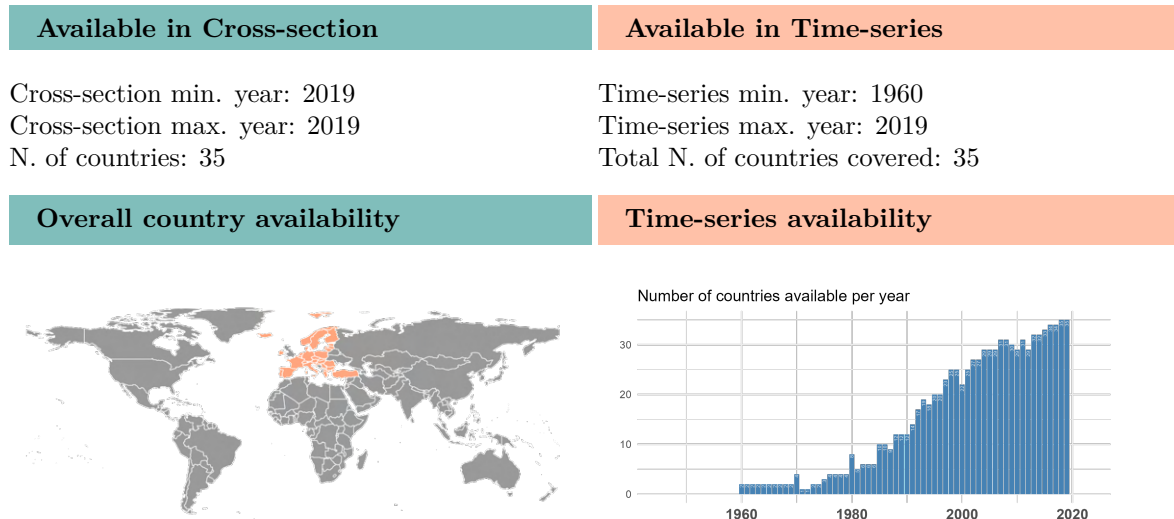 Available in Cross-section
Available in Time-series
Cross-section min. year: 2019
Cross-section max. year: 2019
N. of countries: 35
Time-series min. year: 1960
Time-series max. year: 2019
Total N. of countries covered: 35
Overall country availability
Time-series availability
Number of countries available per year
30
20
10
0
1960
1980
2000
2020